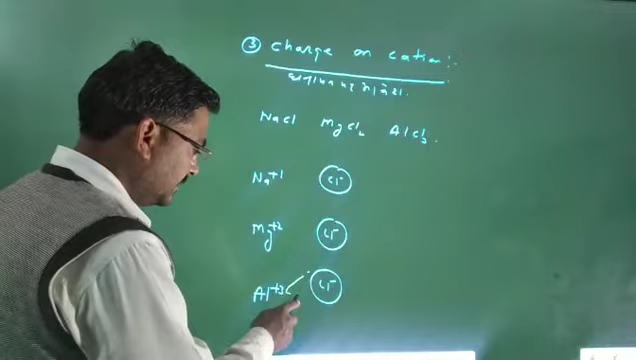 ③ charge on cation :-
NaCl MgCl₂ AlCl₃.
Na⁺¹ Cl⁻
Mg⁺² Cl⁻
Al⁺³ Cl⁻